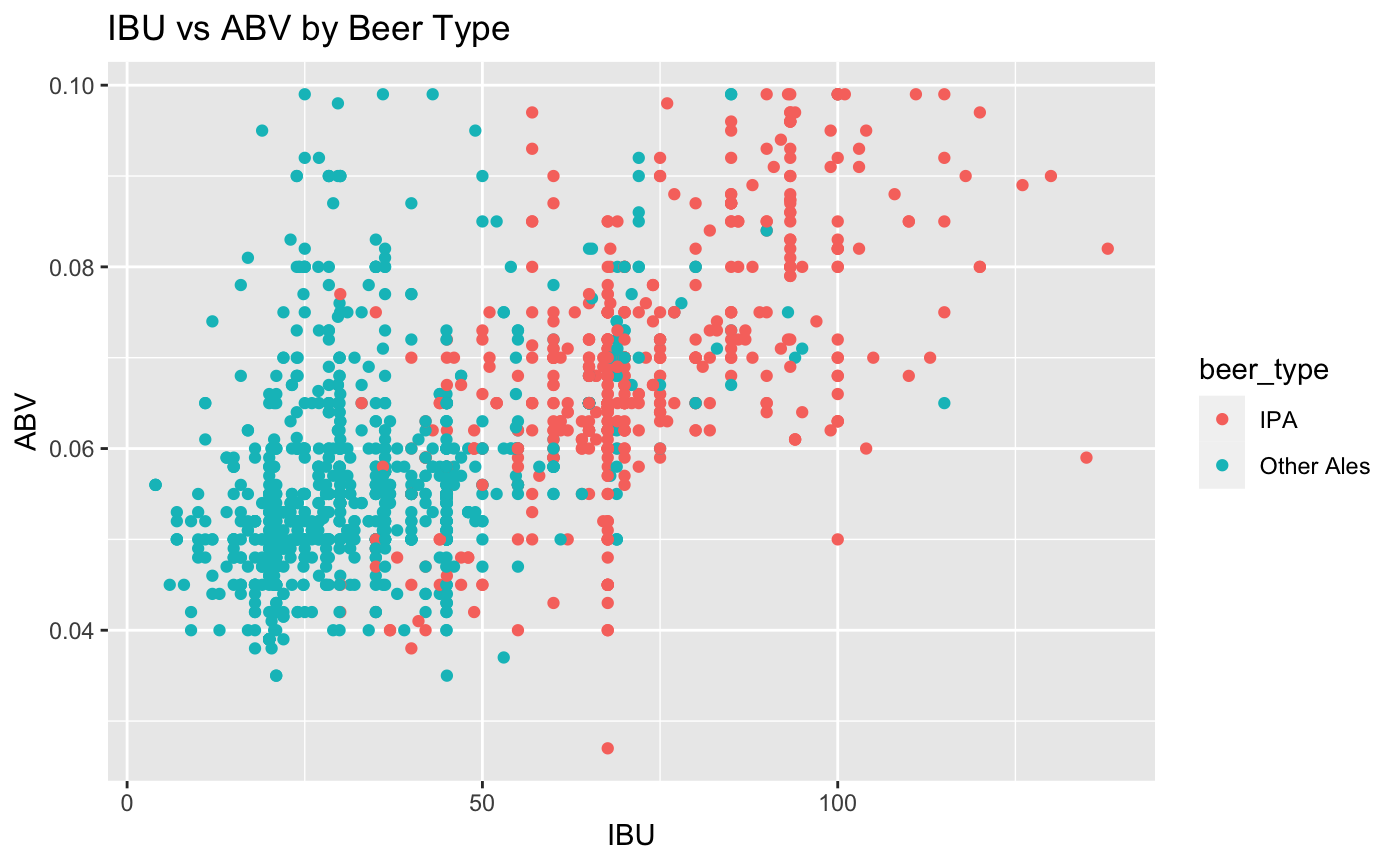 IBU vs ABV by Beer Type
0.10
0.08
0.06
0.04
ABV
0
50
100
IBU
beer_type
IPA
Other Ales